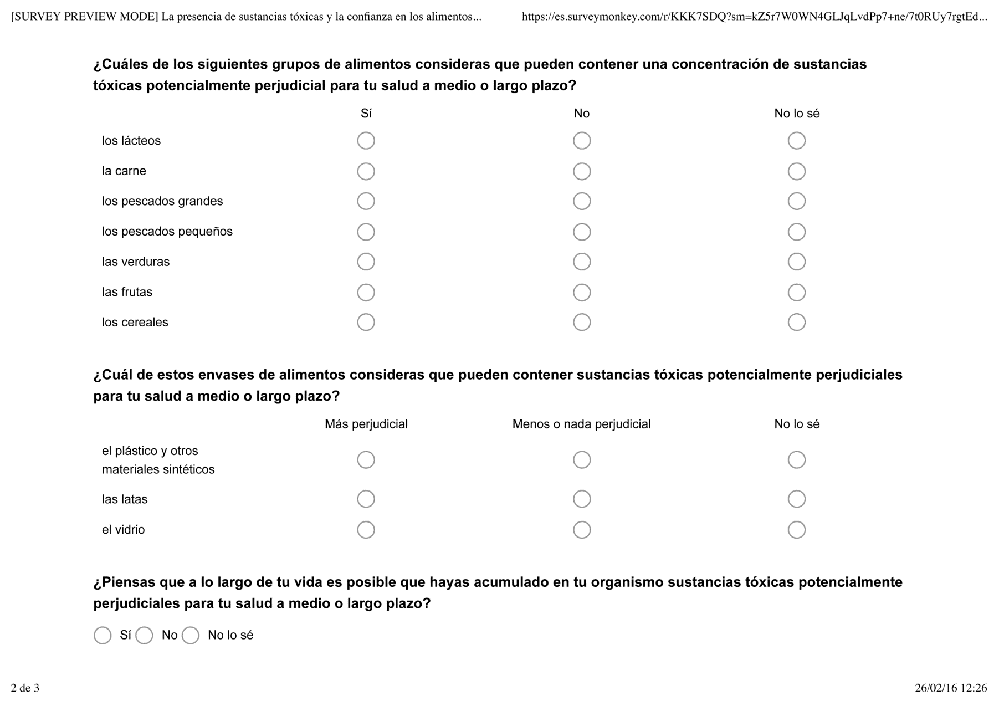 [SURVEY PREVIEW MODE] La presencia de sustancias tóxicas y la confianza en los alimentos... https://es.surveymonkey.com/r/KKK7SDQ?sm=kZ5r7W0WN4GLJqLvdPp7+ne/7t0RUy7rgtEd...
¿Cuáles de los siguientes grupos de alimentos consideras que pueden contener una concentración de sustancias
tóxicas potencialmente perjudicial para tu salud a medio o largo plazo?
Sí No No lo sé
los lácteos
la carne
los pescados grandes
los pescados pequeños
las verduras
las frutas
los cereales
¿Cuál de estos envases de alimentos consideras que pueden contener sustancias tóxicas potencialmente perjudiciales
para tu salud a medio o largo plazo?
Más perjudicial Menos o nada perjudicial No lo sé
el plástico y otros
materiales sintéticos
las latas
el vidrio
¿Piensas que a lo largo de tu vida es posible que hayas acumulado en tu organismo sustancias tóxicas potencialmente
perjudiciales para tu salud a medio o largo plazo?
Sí No No lo sé
2 de 3 26/02/16 12:26